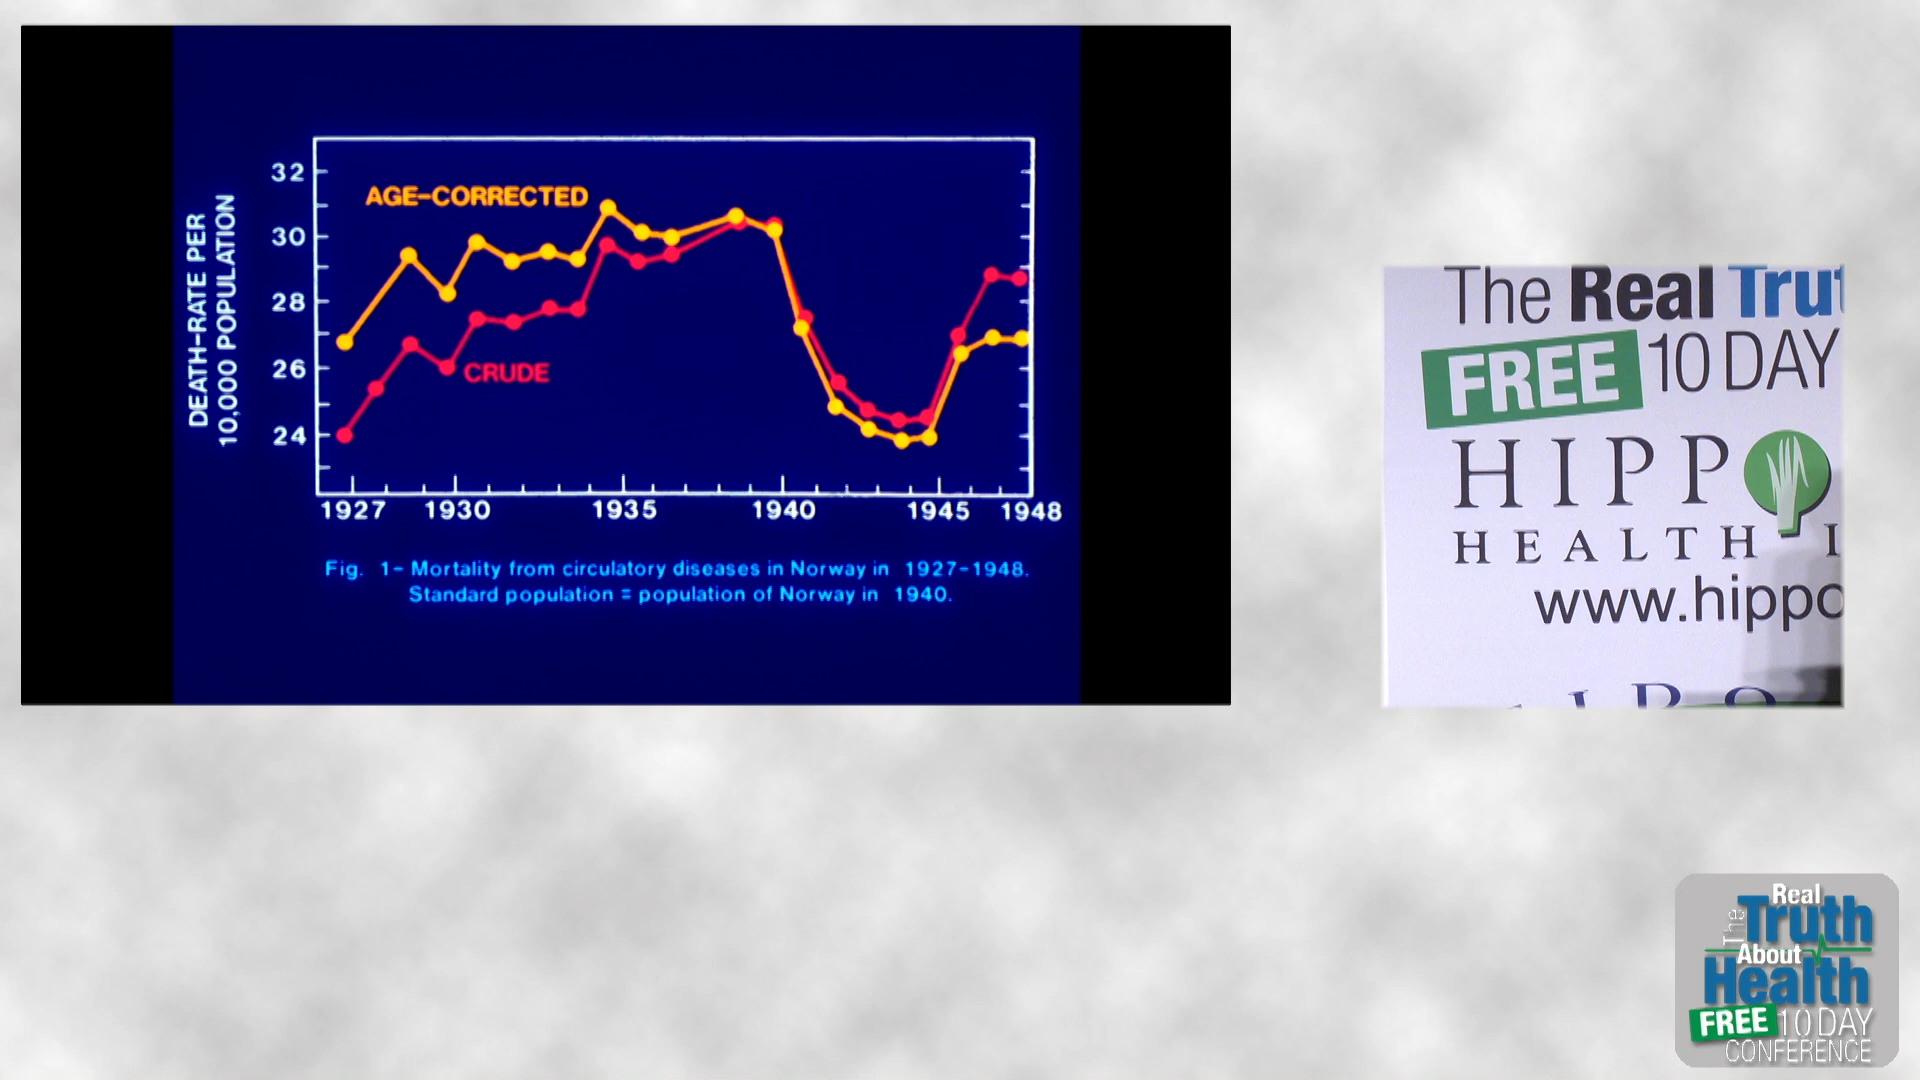 DEATH-RATE PER
10,000 POPULATION
32
30
28
26
24
AGE-CORRECTED
CRUDE
1927 1930 1935 1940 1945 1948
Fig. 1- Mortality from circulatory diseases in Norway in 1927-1948.
Standard population = population of Norway in 1940.
The Real Trut
FREE 10 DAY
HIPP
HEALTH I
www.hippo
The Real
Truth
About
Health
FREE 10 DAY
CONFERENCE